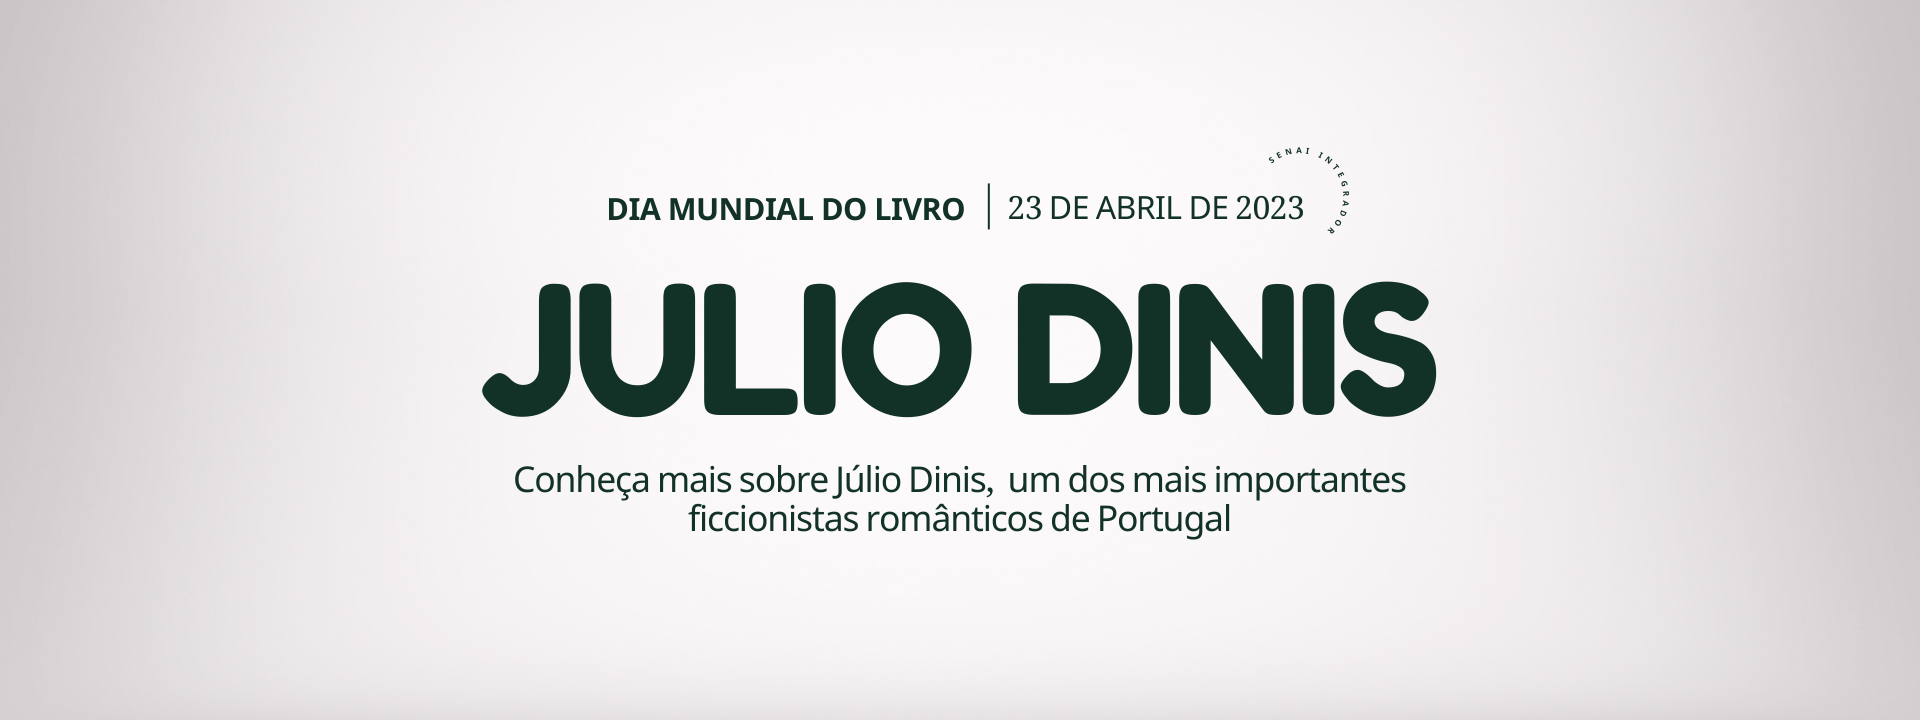 SENAI INTEGRADOR
DIA MUNDIAL DO LIVRO | 23 DE ABRIL DE 2023
JULIO DINIS
Conheça mais sobre Júlio Dinis, um dos mais importantes
ficcionistas românticos de Portugal